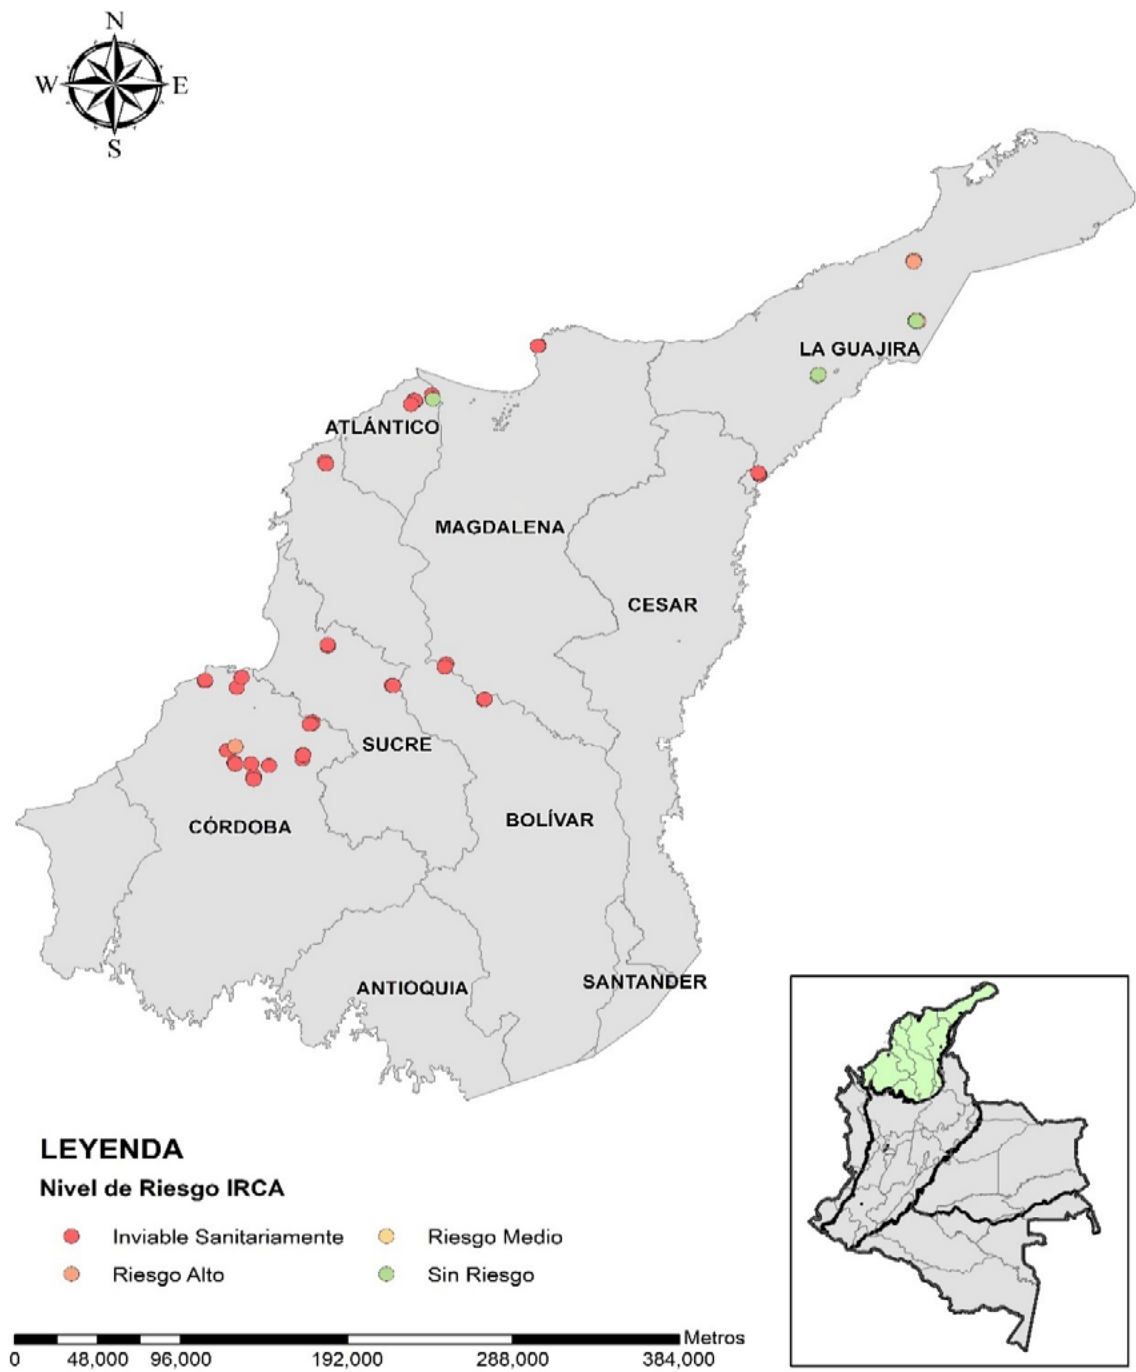 N
W E
S
LA GUAJIRA
ATLÁNTICO
MAGDALENA
CESAR
SUCRE
CÓRDOBA
BOLÍVAR
ANTIOQUIA
SANTANDER
LEYENDA
Nivel de Riesgo IRCA
Inviable Sanitariamente
Riesgo Medio
Riesgo Alto
Sin Riesgo
Metros
0 48,000 96,000 192,000 288,000 384,000